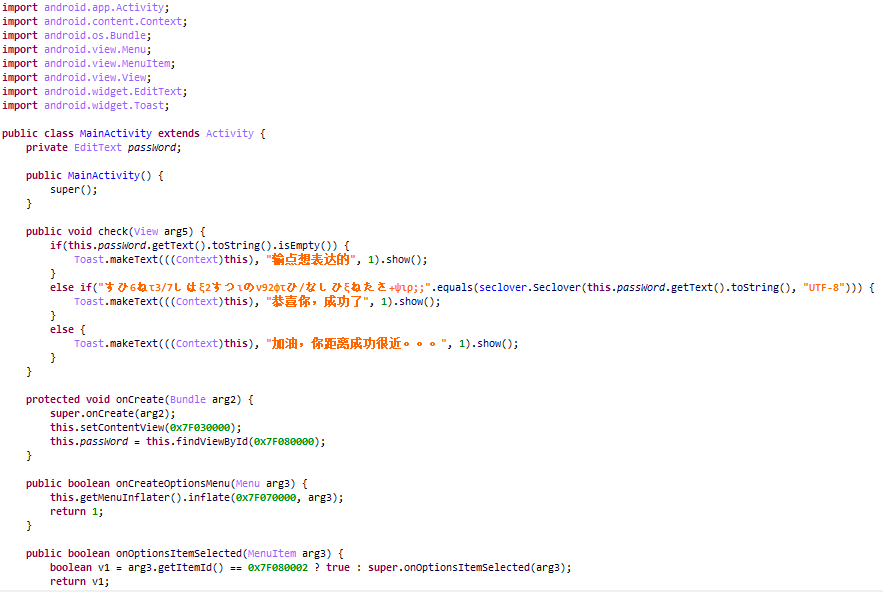 import android.app.Activity;
import android.content.Context;
import android.os.Bundle;
import android.view.Menu;
import android.view.MenuItem;
import android.view.View;
import android.widget.EditText;
import android.widget.Toast;
public class MainActivity extends Activity {
private EditText passWord;
public MainActivity() {
super();
}
public void check(View arg5) {
if(this.passWord.getText().toString().isEmpty()) {
Toast.makeText(((Context)this), "输点想表达的", 1).show();
}
else if("すひ6ねτ3/7しはξ2すつιのν92φτひ/なしひξねたさ+ψιρ;;".equals(seclover.Seclover(this.passWord.getText().toString(), "UTF-8"))) {
Toast.makeText(((Context)this), "恭喜你，成功了", 1).show();
}
else {
Toast.makeText(((Context)this), "加油，你距离成功很近。。。", 1).show();
}
}
protected void onCreate(Bundle arg2) {
super.onCreate(arg2);
this.setContentView(0x7F030000);
this.passWord = this.findViewById(0x7F080000);
}
public boolean onCreateOptionsMenu(Menu arg3) {
this.getMenuInflater().inflate(0x7F070000, arg3);
return 1;
}
public boolean onOptionsItemSelected(MenuItem arg3) {
boolean v1 = arg3.getItemId() == 0x7F080002 ? true : super.onOptionsItemSelected(arg3);
return v1;